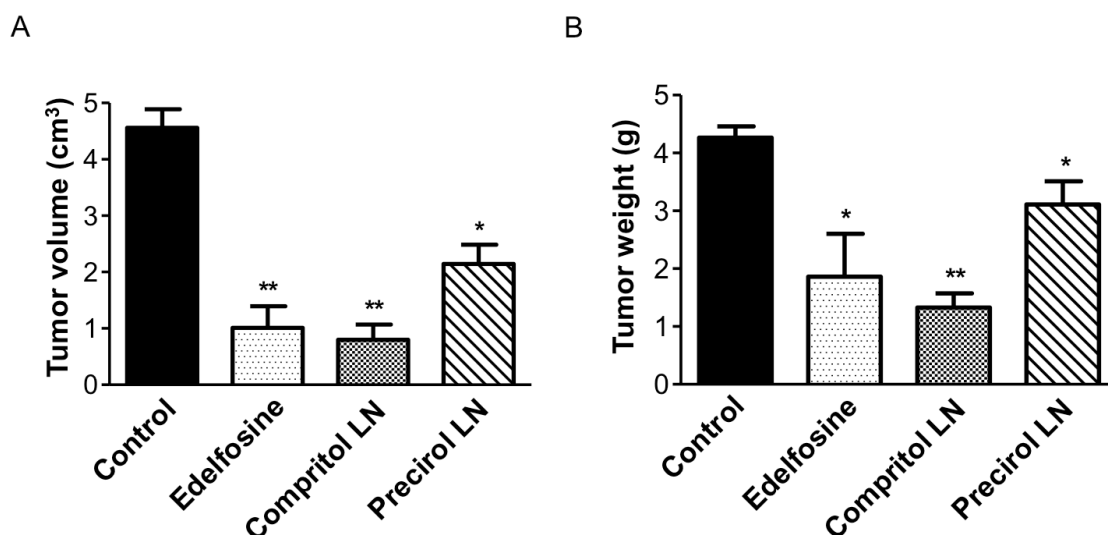 A
Tumor volume (cm³)
5
4
3
2
1
0
**
**
*
Control
Edelfosine
Compritol LN
Precirol LN
B
Tumor weight (g)
5
4
3
2
1
0
*
**
*
Control
Edelfosine
Compritol LN
Precirol LN